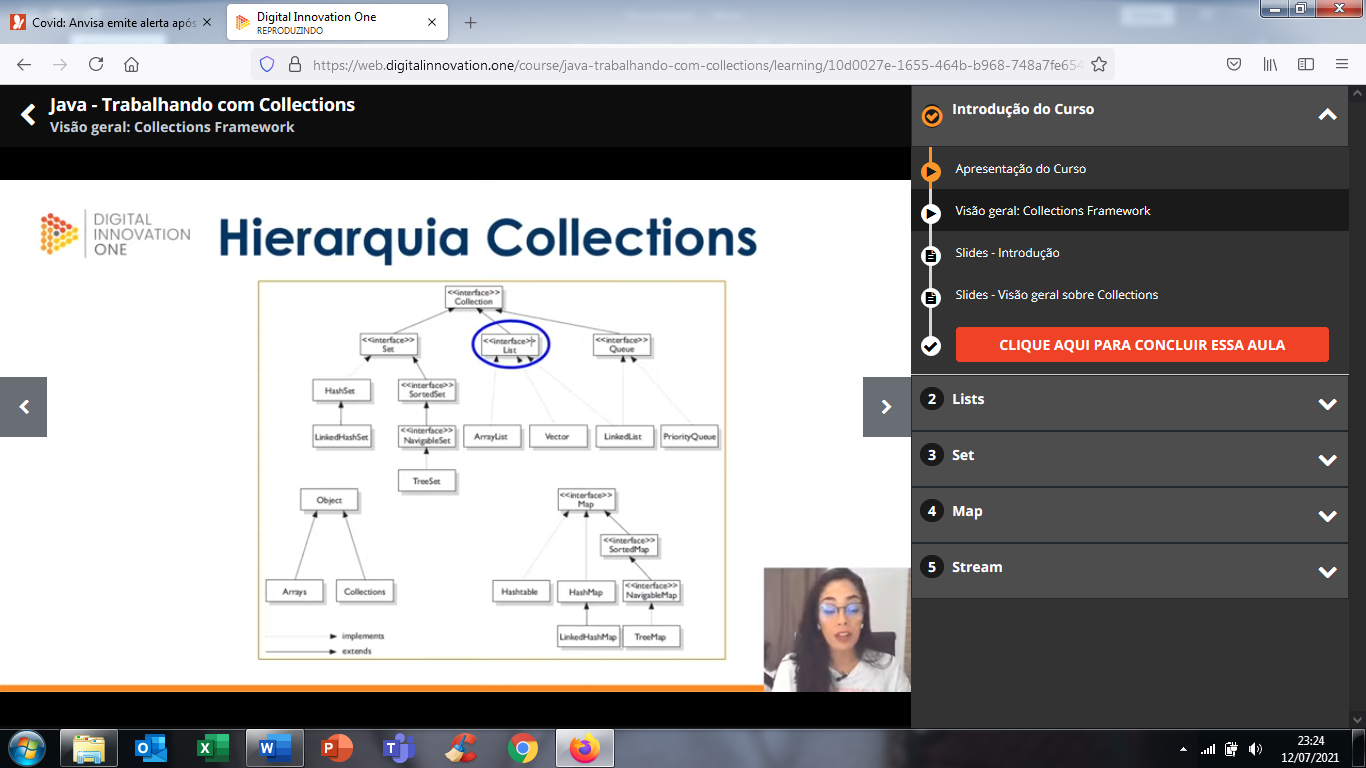 Covid: Anvisa emite alerta após
Digital Innovation One
REPRODUZINDO
https://web.digitalinnovation.one/course/java-trabalhando-com-collections/learning/10d0027e-1655-464b-b968-748a7fe654
Java - Trabalhando com Collections
Visão geral: Collections Framework
DIGITAL
INNOVATION
ONE
Hierarquia Collections
<<interface>>
Collection
<<interface>>
Set
<<interface>>
List
<<interface>>
Queue
HashSet
<<interface>>
SortedSet
LinkedHashSet
<<interface>>
NavigableSet
ArrayList
Vector
LinkedList
PriorityQueue
TreeSet
Object
<<interface>>
Map
<<interface>>
SortedMap
Arrays
Collections
Hashtable
HashMap
<<interface>>
NavigableMap
LinkedHashMap
TreeMap
implements
extends
Introdução do Curso
Apresentação do Curso
Visão geral: Collections Framework
Slides - Introdução
Slides - Visão geral sobre Collections
CLIQUE AQUI PARA CONCLUIR ESSA AULA
2 Lists
3 Set
4 Map
5 Stream
23:24
12/07/2021